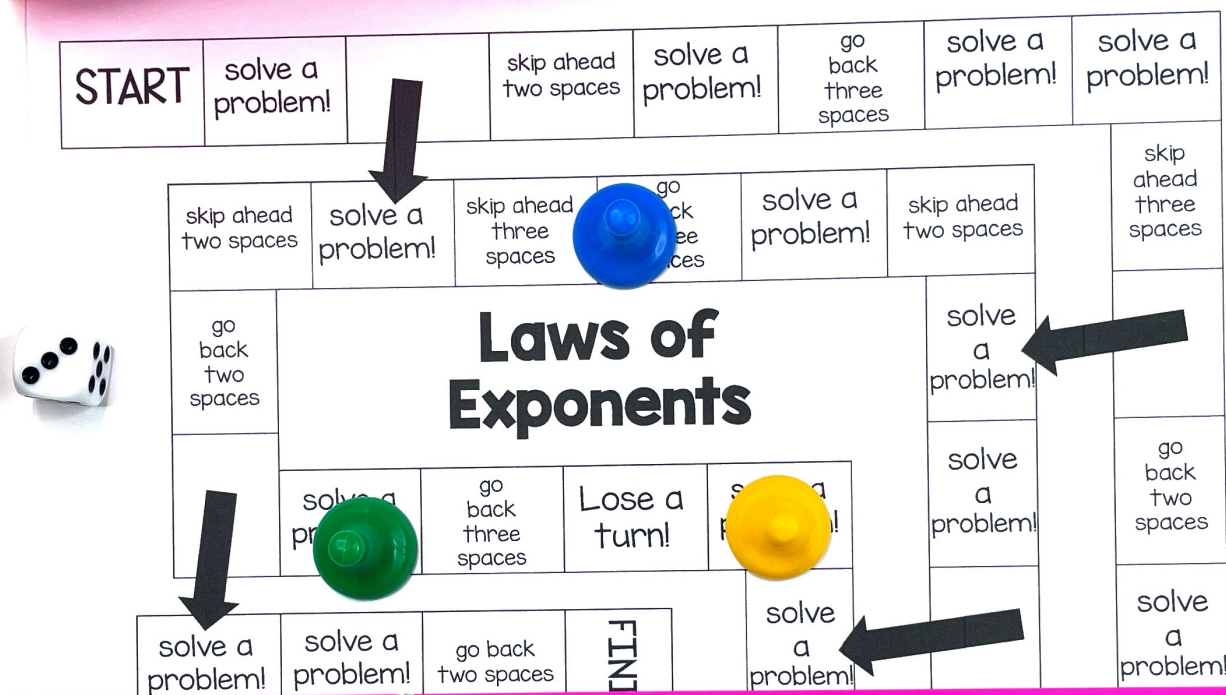 START
solve a
problem!
skip ahead
two spaces
solve a
problem!
go
back
three
spaces
solve a
problem!
solve a
problem!
skip
ahead
three
spaces
skip ahead
two spaces
solve a
problem!
skip ahead
three
spaces
go
solve a
problem!
skip ahead
two spaces
go
back
two
spaces
Laws of
Exponents
solve
a
problem!
go
back
two
spaces
solve
a
problem!
solve a
go
back
three
spaces
Lose a
turn!
solve
a
problem!
solve
a
problem!
solve a
problem!
solve a
problem!
go back
two spaces